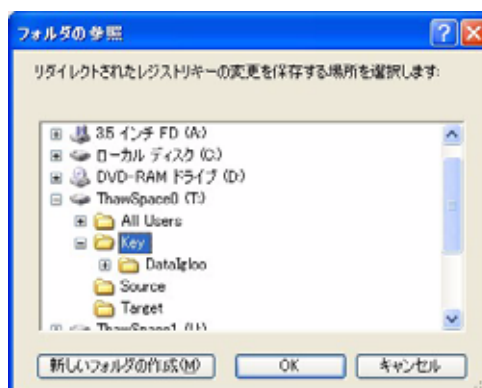 フォルダの参照
リダイレクトされたレジストリキーの変更を保存する場所を選択します:
3.5 インチ FD (A:)
ローカル ディスク (C:)
DVD-RAM ドライブ (D:)
ThawSpace0 (T:)
All Users
Key
DataIgloo
Source
Target
ThawSpace1 (U:)
新しいフォルダの作成(M)
OK
キャンセル